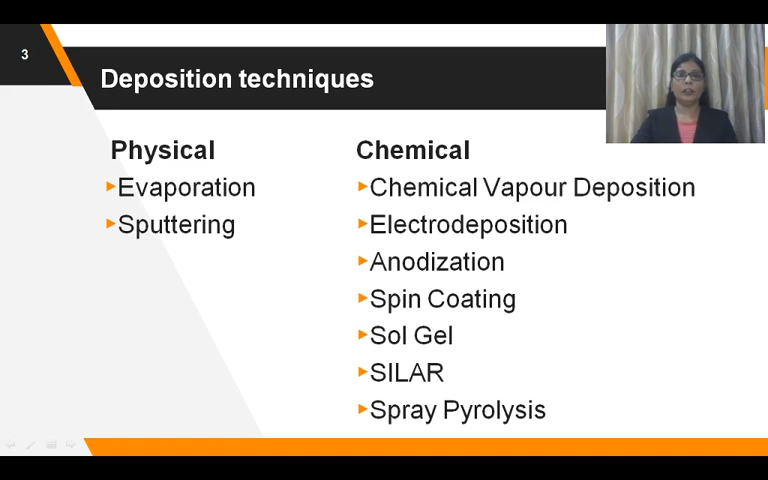 3
Deposition techniques
Physical
Evaporation
Sputtering
Chemical
Chemical Vapour Deposition
Electrodeposition
Anodization
Spin Coating
Sol Gel
SILAR
Spray Pyrolysis